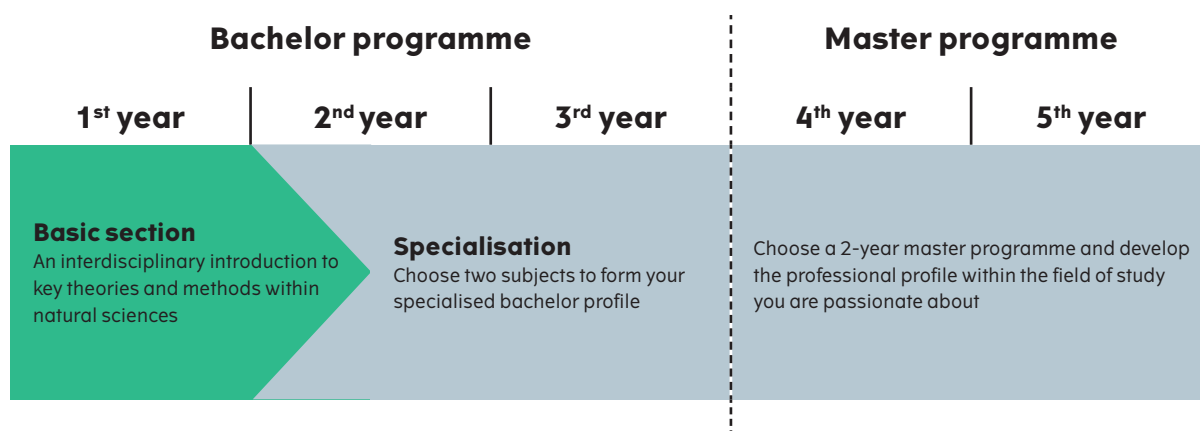 Bachelor programme
Master programme
1st year
2nd year
3rd year
4th year
5th year
Basic section
An interdisciplinary introduction to
key theories and methods within
natural sciences
Specialisation
Choose two subjects to form your
specialised bachelor profile
Choose a 2-year master programme and develop
the professional profile within the field of study
you are passionate about